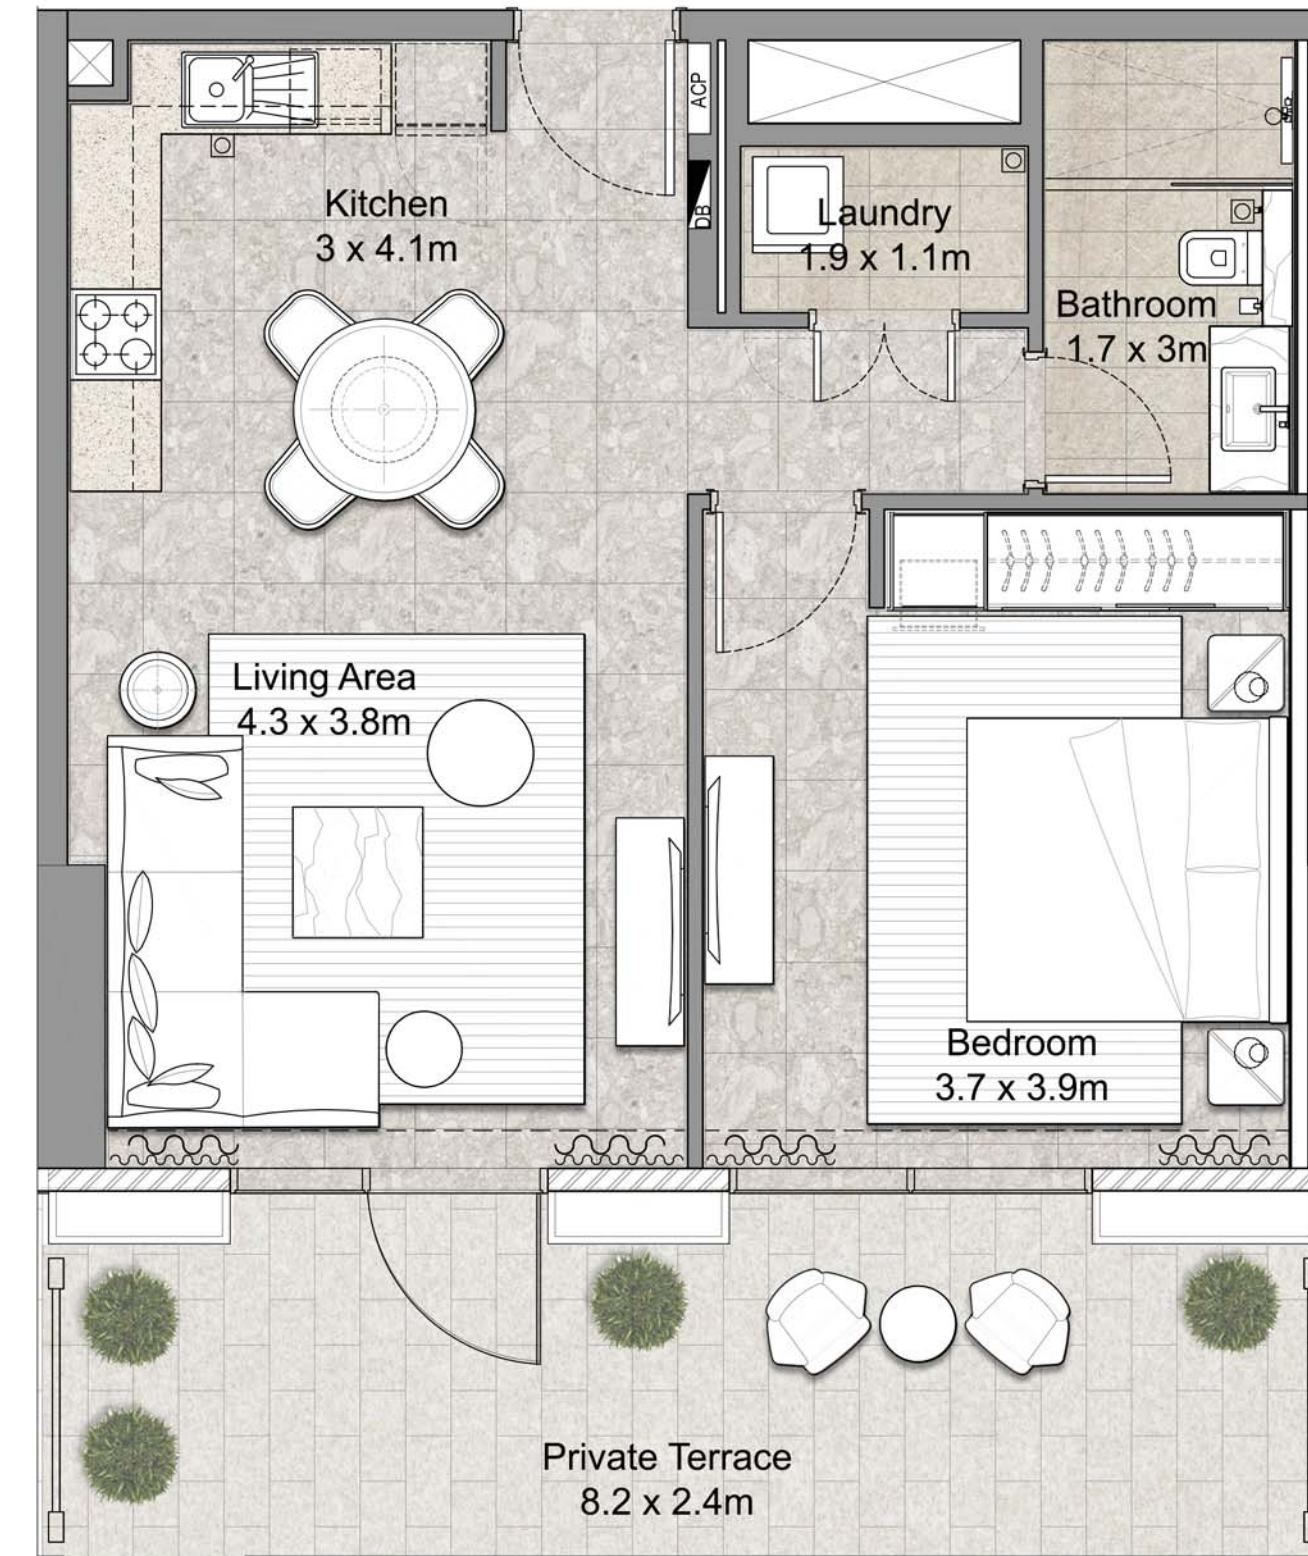 ACP
Kitchen
3 x 4.1m
DB
Laundry
1.9 x 1.1m
Bathroom
1.7 x 3m
Living Area
4.3 x 3.8m
Bedroom
3.7 x 3.9m
Private Terrace
8.2 x 2.4m